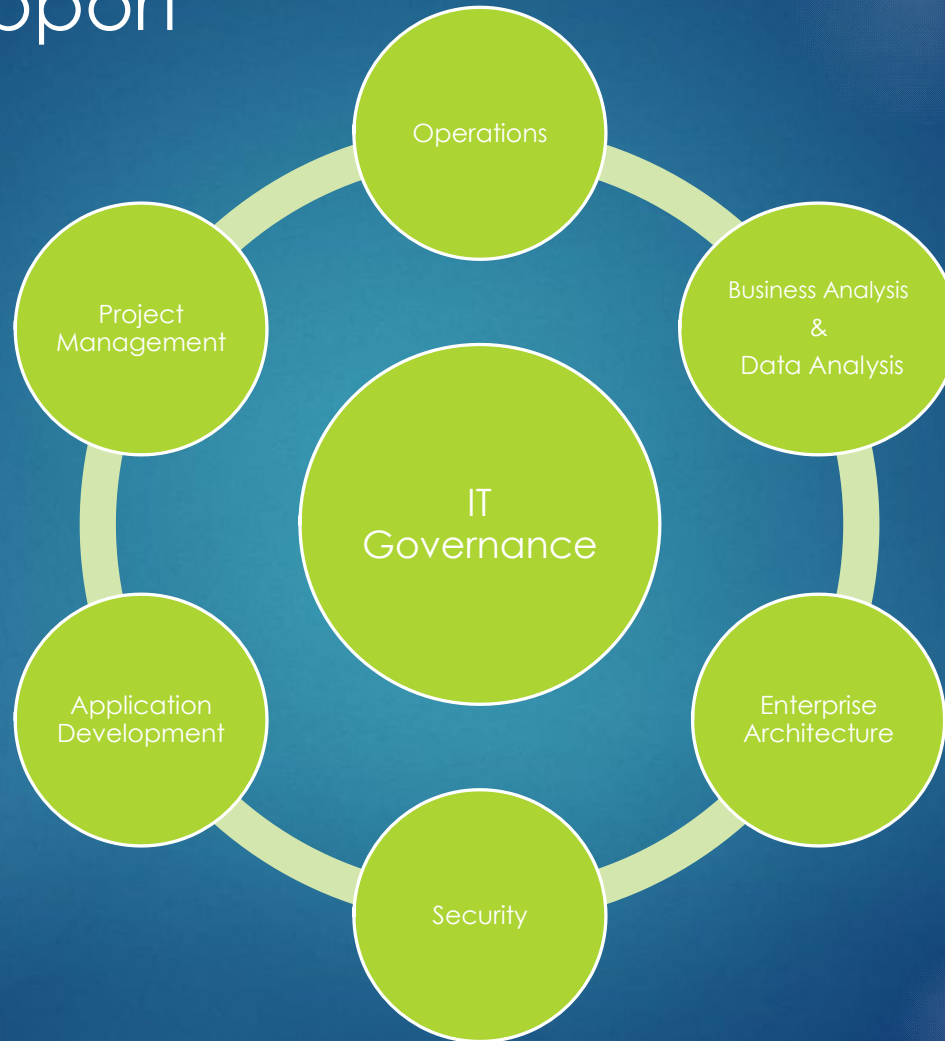 Operations
Business Analysis
&
Data Analysis
Project
Management
IT
Governance
Application
Development
Enterprise
Architecture
Security